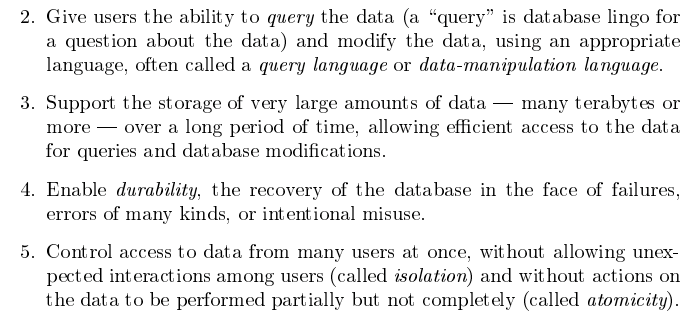 2. Give users the ability to query the data (a “query” is database lingo for
a question about the data) and modify the data, using an appropriate
language, often called a query language or data-manipulation language.
3. Support the storage of very large amounts of data — many terabytes or
more — over a long period of time, allowing efficient access to the data
for queries and database modifications.
4. Enable durability, the recovery of the database in the face of failures,
errors of many kinds, or intentional misuse.
5. Control access to data from many users at once, without allowing unex-
pected interactions among users (called isolation) and without actions on
the data to be performed partially but not completely (called atomicity).